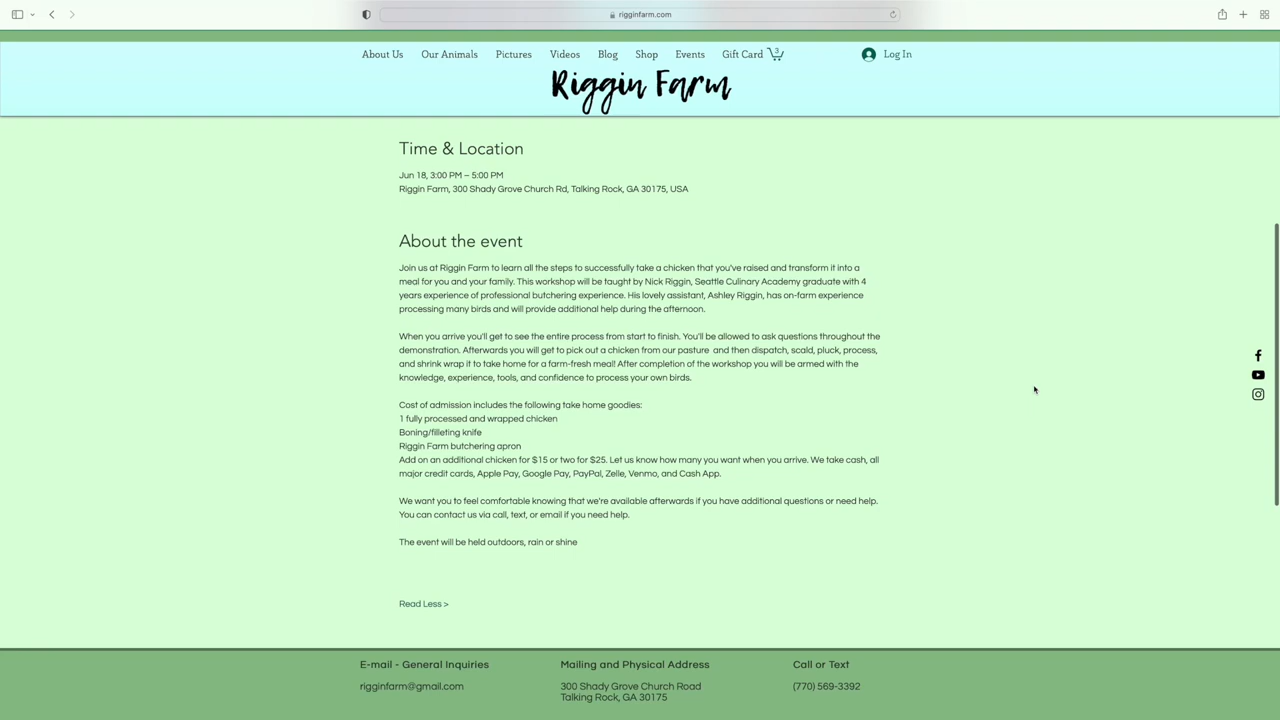 rigginfarm.com
About Us Our Animals Pictures Videos Blog Shop Events Gift Card 3 Log In
Riggin Farm
Time & Location
Jun 18, 3:00 PM – 5:00 PM
Riggin Farm, 300 Shady Grove Church Rd, Talking Rock, GA 30175, USA
About the event
Join us at Riggin Farm to learn all the steps to successfully take a chicken that you've raised and transform it into a
meal for you and your family. This workshop will be taught by Nick Riggin, Seattle Culinary Academy graduate with 4
years experience of professional butchering experience. His lovely assistant, Ashley Riggin, has on-farm experience
processing many birds and will provide additional help during the afternoon.
When you arrive you'll get to see the entire process from start to finish. You'll be allowed to ask questions throughout the
demonstration. Afterwards you will get to pick out a chicken from our pasture and then dispatch, scald, pluck, process,
and shrink wrap it to take home for a farm-fresh meal! After completion of the workshop you will be armed with the
knowledge, experience, tools, and confidence to process your own birds.
Cost of admission includes the following take home goodies:
1 fully processed and wrapped chicken
Boning/filleting knife
Riggin Farm butchering apron
Add on an additional chicken for $15 or two for $25. Let us know how many you want when you arrive. We take cash, all
major credit cards, Apple Pay, Google Pay, PayPal, Zelle, Venmo, and Cash App.
We want you to feel comfortable knowing that we're available afterwards if you have additional questions or need help.
You can contact us via call, text, or email if you need help.
The event will be held outdoors, rain or shine
Read Less >
E-mail - General Inquiries Mailing and Physical Address Call or Text
rigginfarm@gmail.com 300 Shady Grove Church Road (770) 569-3392
Talking Rock, GA 30175